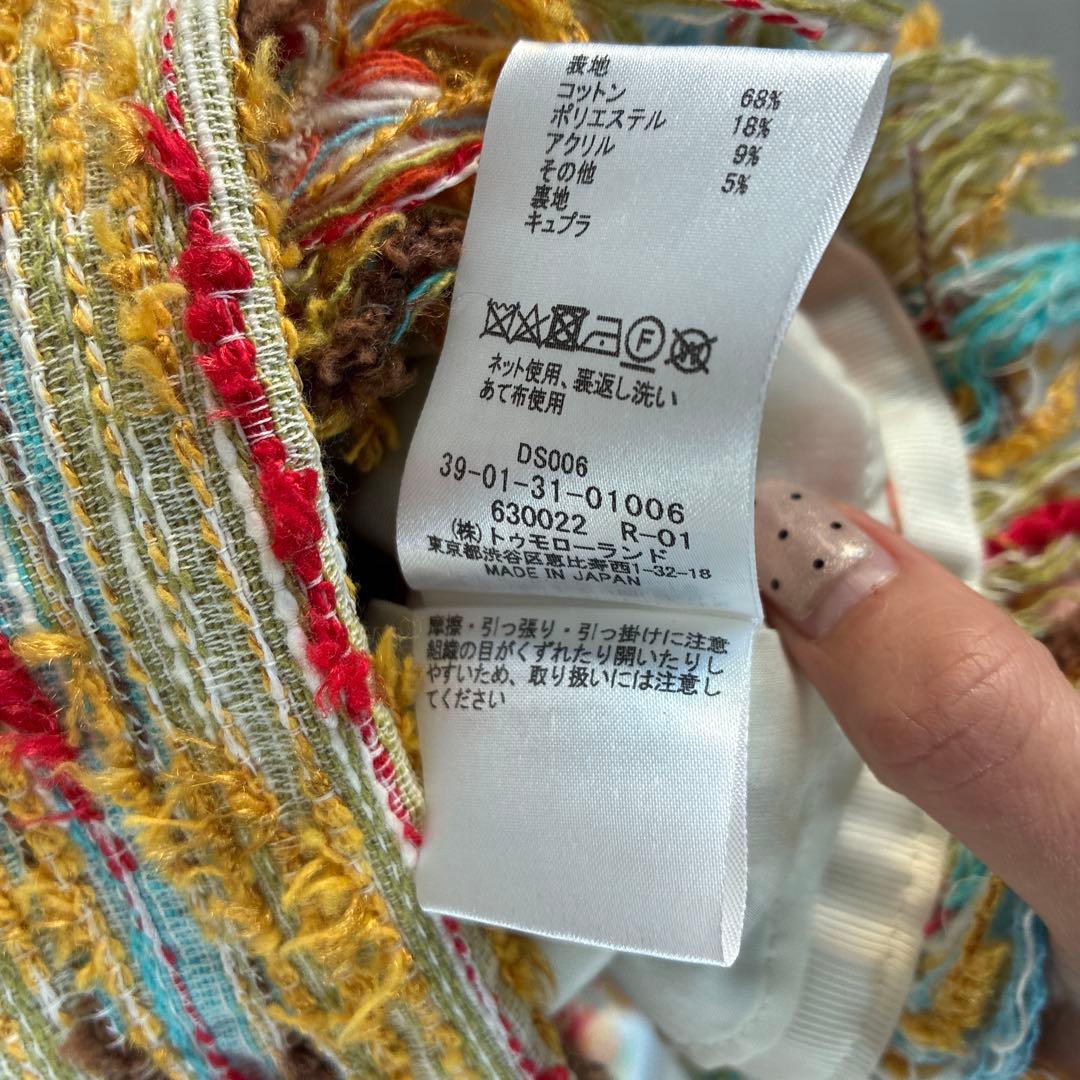 表地
コットン 68%
ポリエステル 18%
アクリル 9%
その他 5%
裏地
キュプラ
F
ネット使用、裏返し洗い
あて布使用
DS006
39-01-31-01006
630022 R-01
(株)トゥモローランド
東京都渋谷区恵比寿西1-32-18
MADE IN JAPAN
摩擦・引っ張り・引っ掛けに注意
組織の目がくずれたり開いたりし
やすいため、取り扱いには注意し
てください